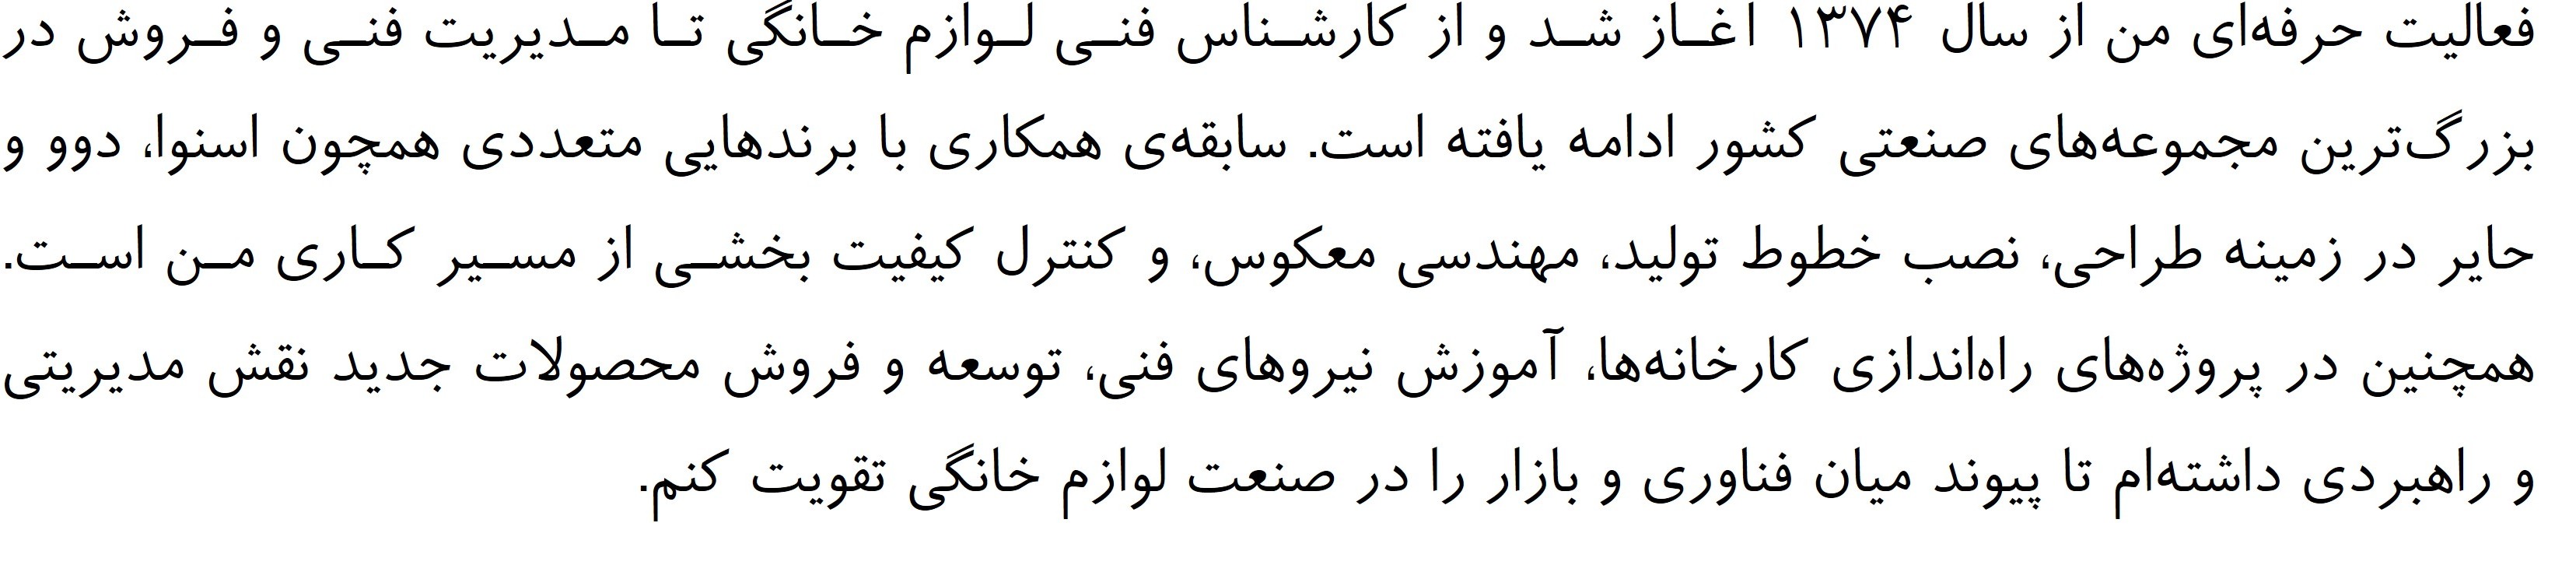 فعالیت حرفه‌ای من از سال ۱۳۷۴ آغاز شد و از کارشناس فنی لوازم خانگی تا مدیریت فنی و فروش در
بزرگ‌ترین مجموعه‌های صنعتی کشور ادامه یافته است. سابقه‌ی همکاری با برندهایی متعددی همچون اسنوا، دوو و
حایر در زمینه طراحی، نصب خطوط تولید، مهندسی معکوس، و کنترل کیفیت بخشی از مسیر کاری من است.
همچنین در پروژه‌های راه‌اندازی کارخانه‌ها، آموزش نیروهای فنی، توسعه و فروش محصولات جدید نقش مدیریتی
و راهبردی داشته‌ام تا پیوند میان فناوری و بازار را در صنعت لوازم خانگی تقویت کنم.